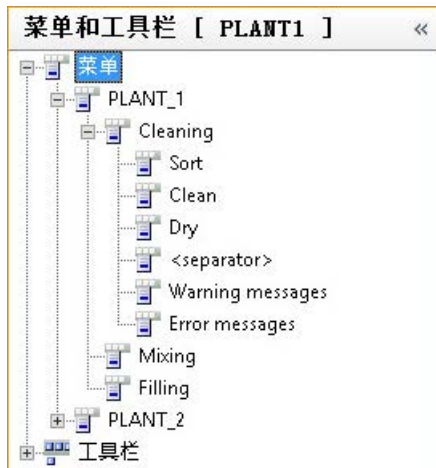 菜单和工具栏 [ PLANT1 ] «
菜单
PLANT_1
Cleaning
Sort
Clean
Dry
<separator>
Warning messages
Error messages
Mixing
Filling
PLANT_2
工具栏